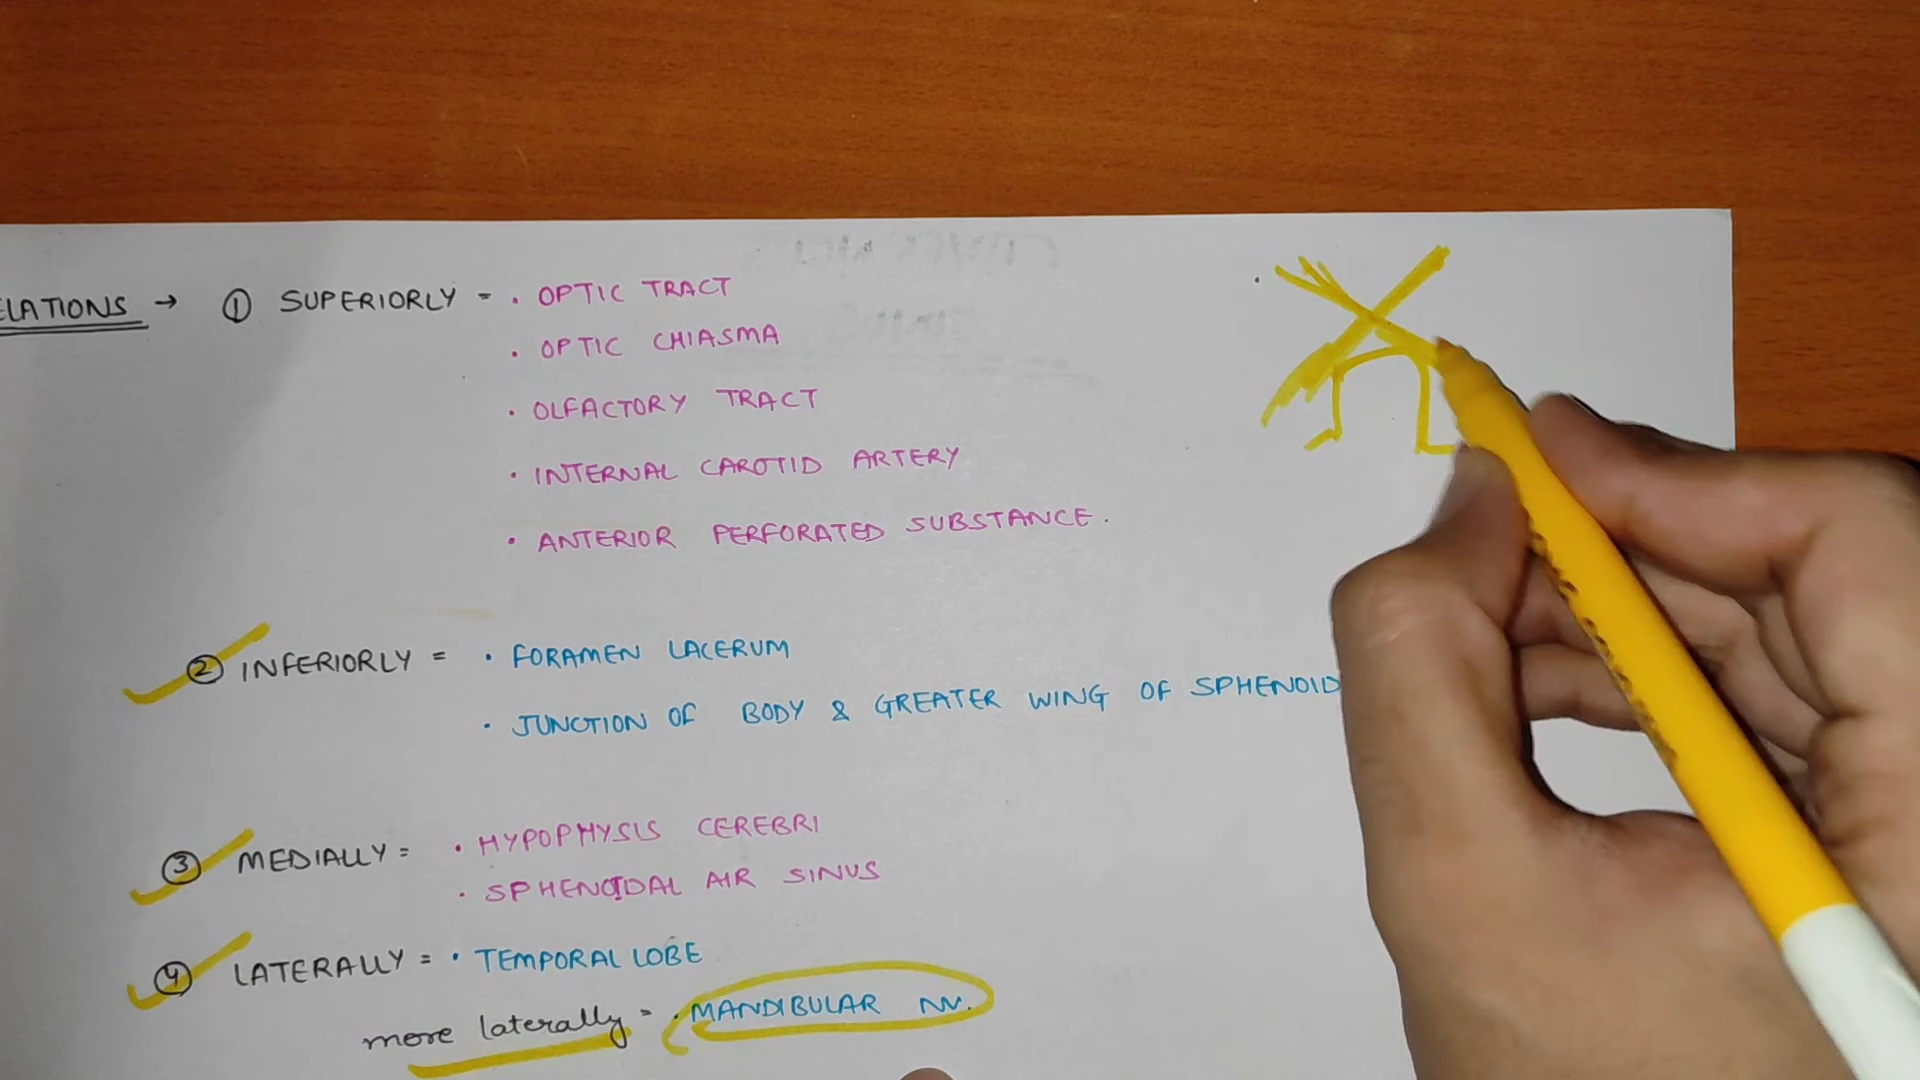 ELATIONS → ① SUPERIORLY = • OPTIC TRACT
• OPTIC CHIASMA
• OLFACTORY TRACT
• INTERNAL CAROTID ARTERY
• ANTERIOR PERFORATED SUBSTANCE.
② INFERIORLY = • FORAMEN LACERUM
• JUNCTION OF BODY & GREATER WING OF SPHENOID
③ MEDIALLY = • HYPOPHYSIS CEREBRI
• SPHENOIDAL AIR SINUS
④ LATERALLY = • TEMPORAL LOBE
more laterally = • MANDIBULAR NV.